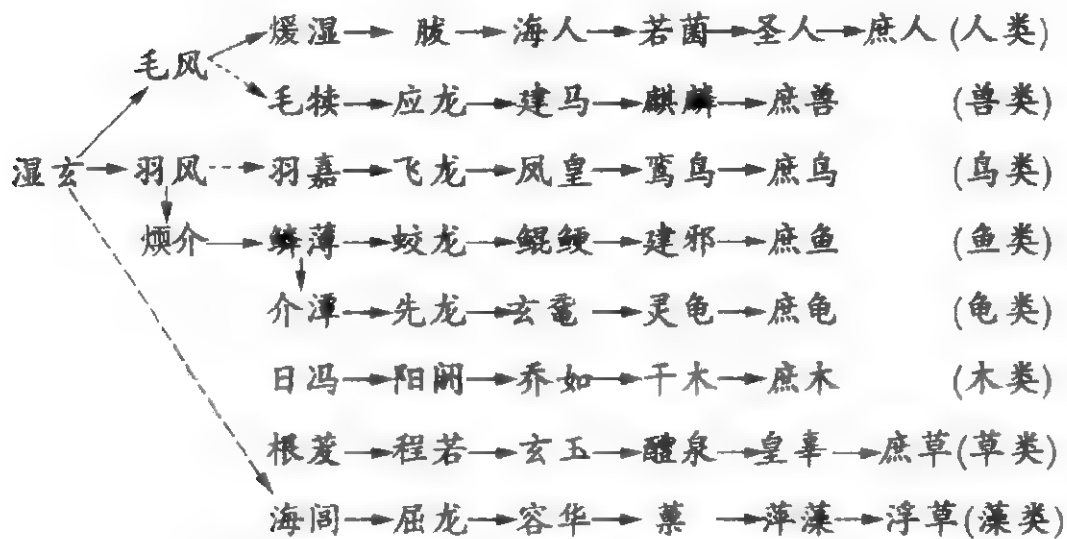 煖湿 胈 海人 若菌 圣人 庶人 (人类)
毛风
毛犊 应龙 建马 麒麟 庶兽 (兽类)
湿玄 羽风 羽嘉 飞龙 凤皇 鸾鸟 庶鸟 (鸟类)
烦介 鳞薄 蛟龙 鲲鲠 建邪 庶鱼 (鱼类)
介潭 先龙 玄鼋 灵龟 庶龟 (龟类)
日冯 阳阏 乔如 干木 庶木 (木类)
根茇 程若 玄玉 醴泉 皇辜 庶草(草类)
海闾 屈龙 容华 蔈 萍藻 浮草(藻类)